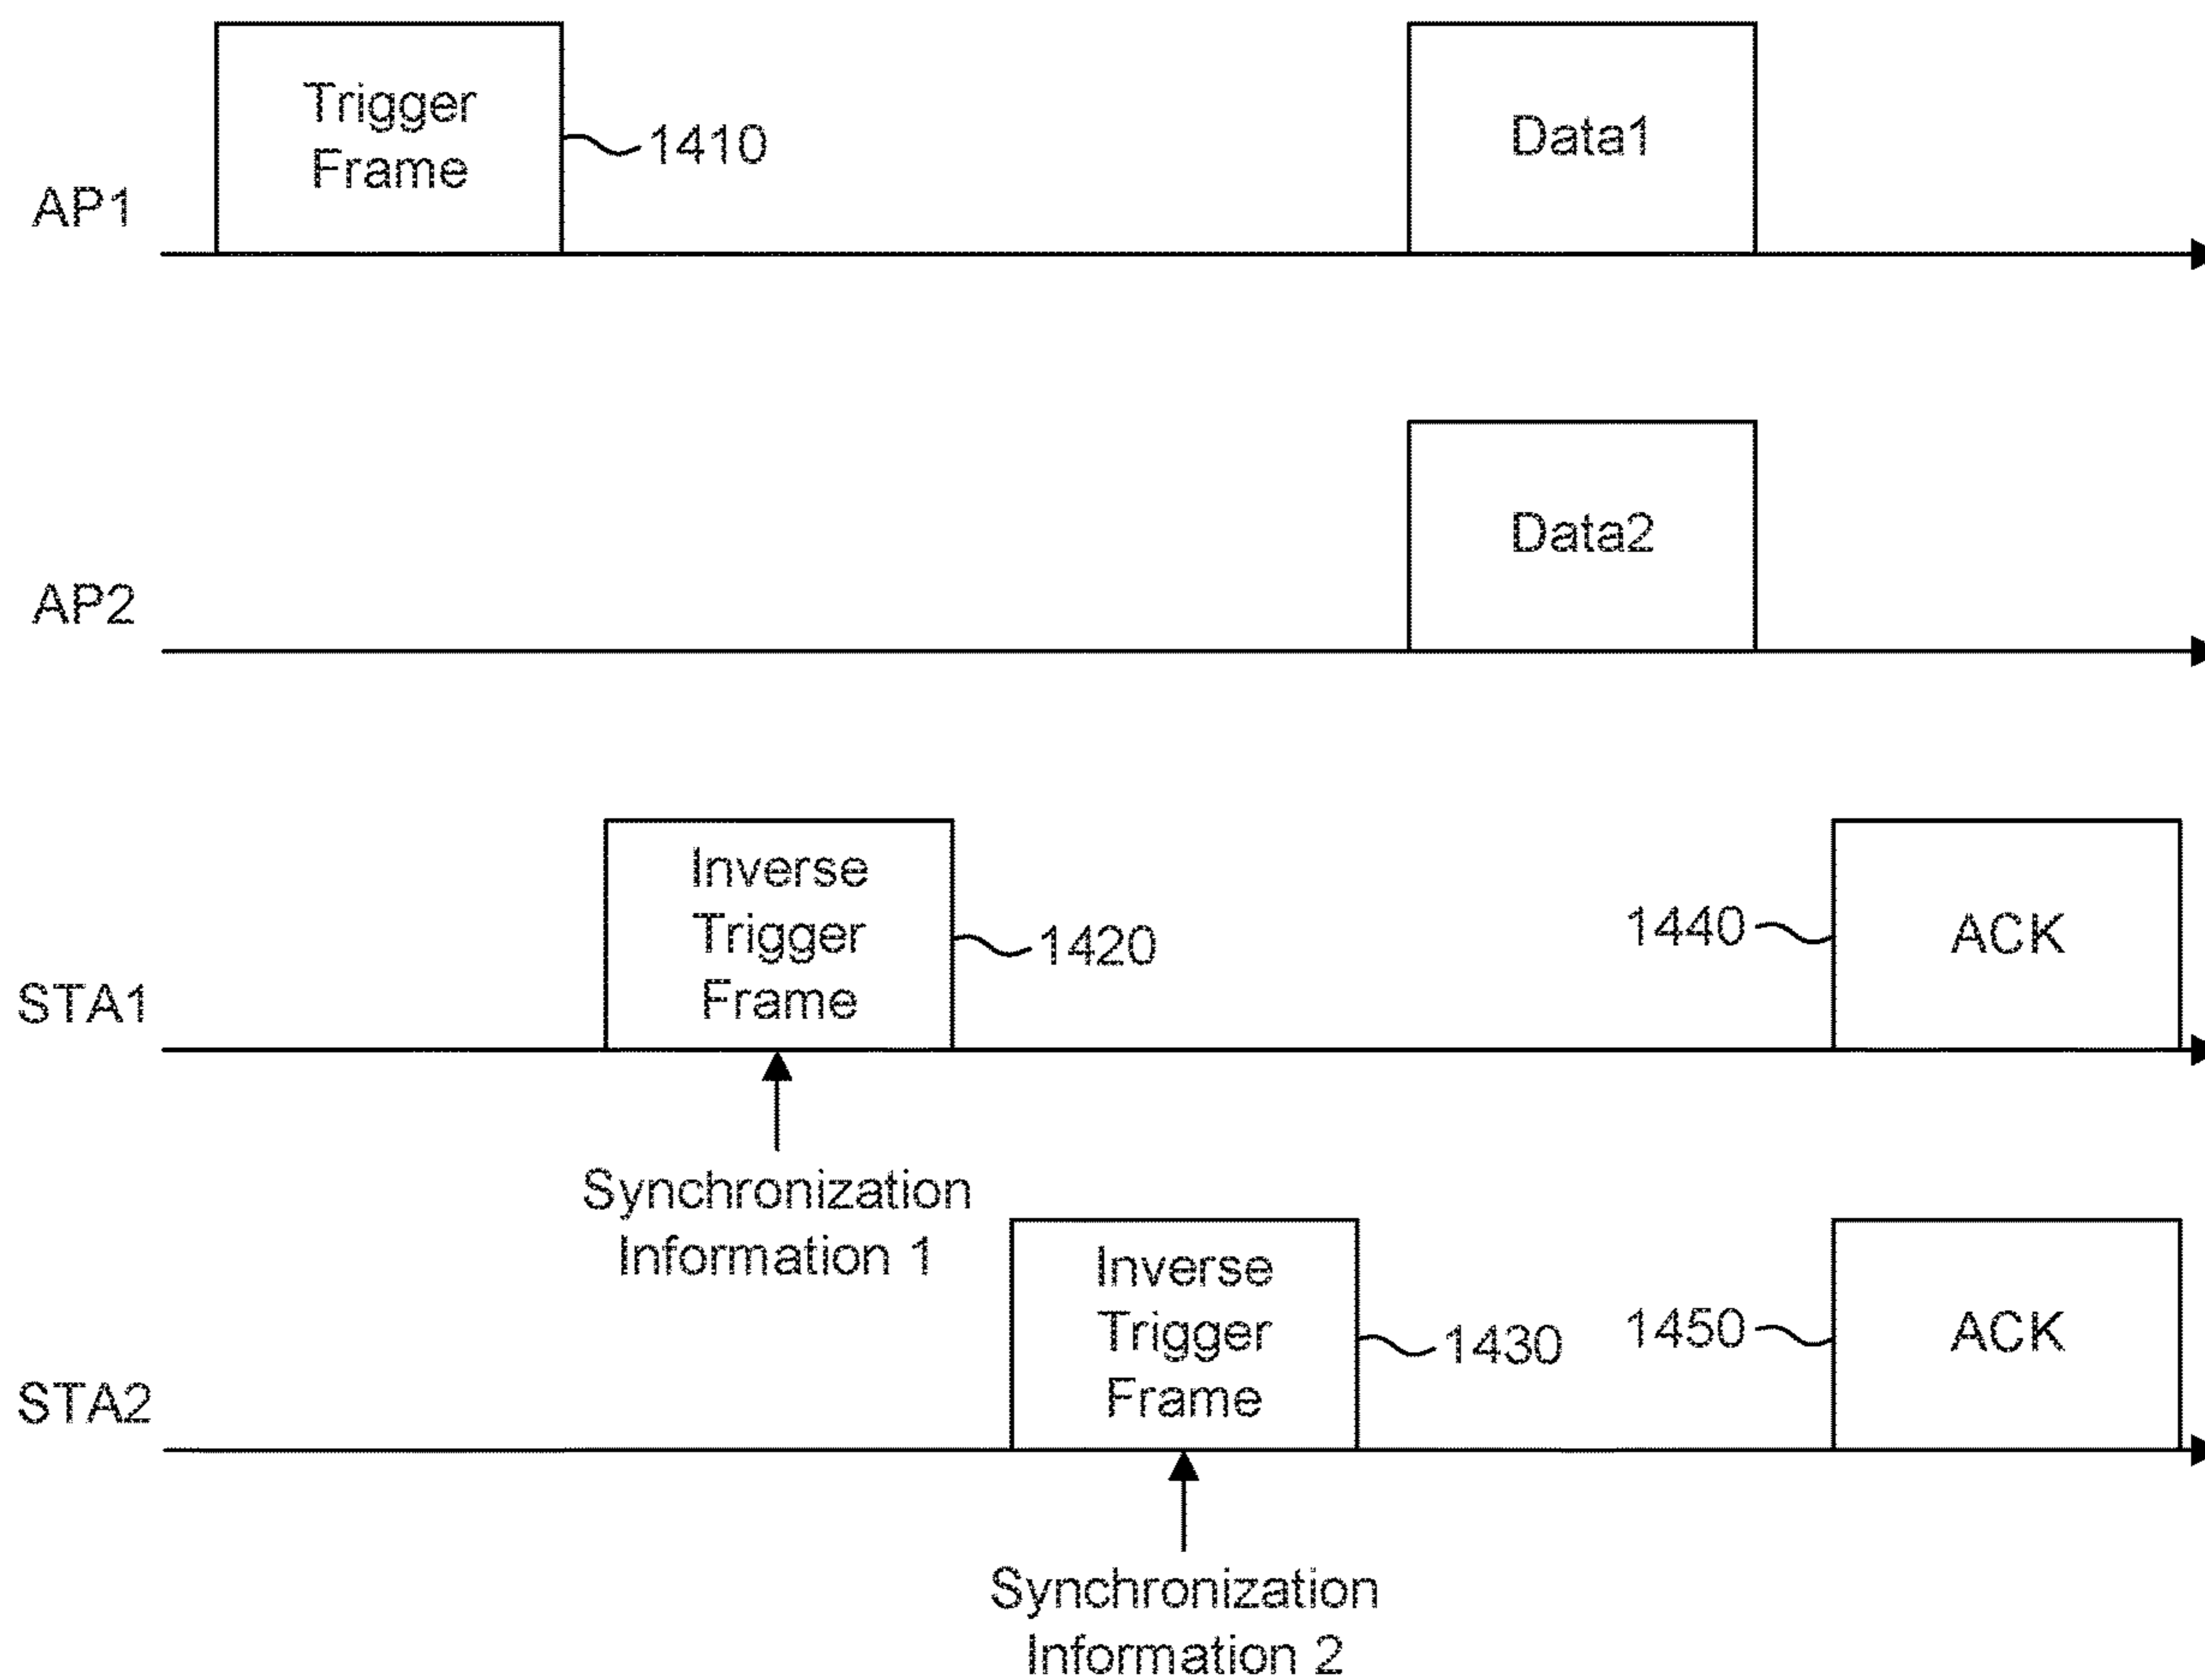 Trigger
Frame
1410
Data1
AP1
Data2
AP2
Inverse
Trigger
Frame
1420
1440
ACK
STA1
Synchronization
Information 1
Inverse
Trigger
Frame
1430
1450
ACK
STA2
Synchronization
Information 2